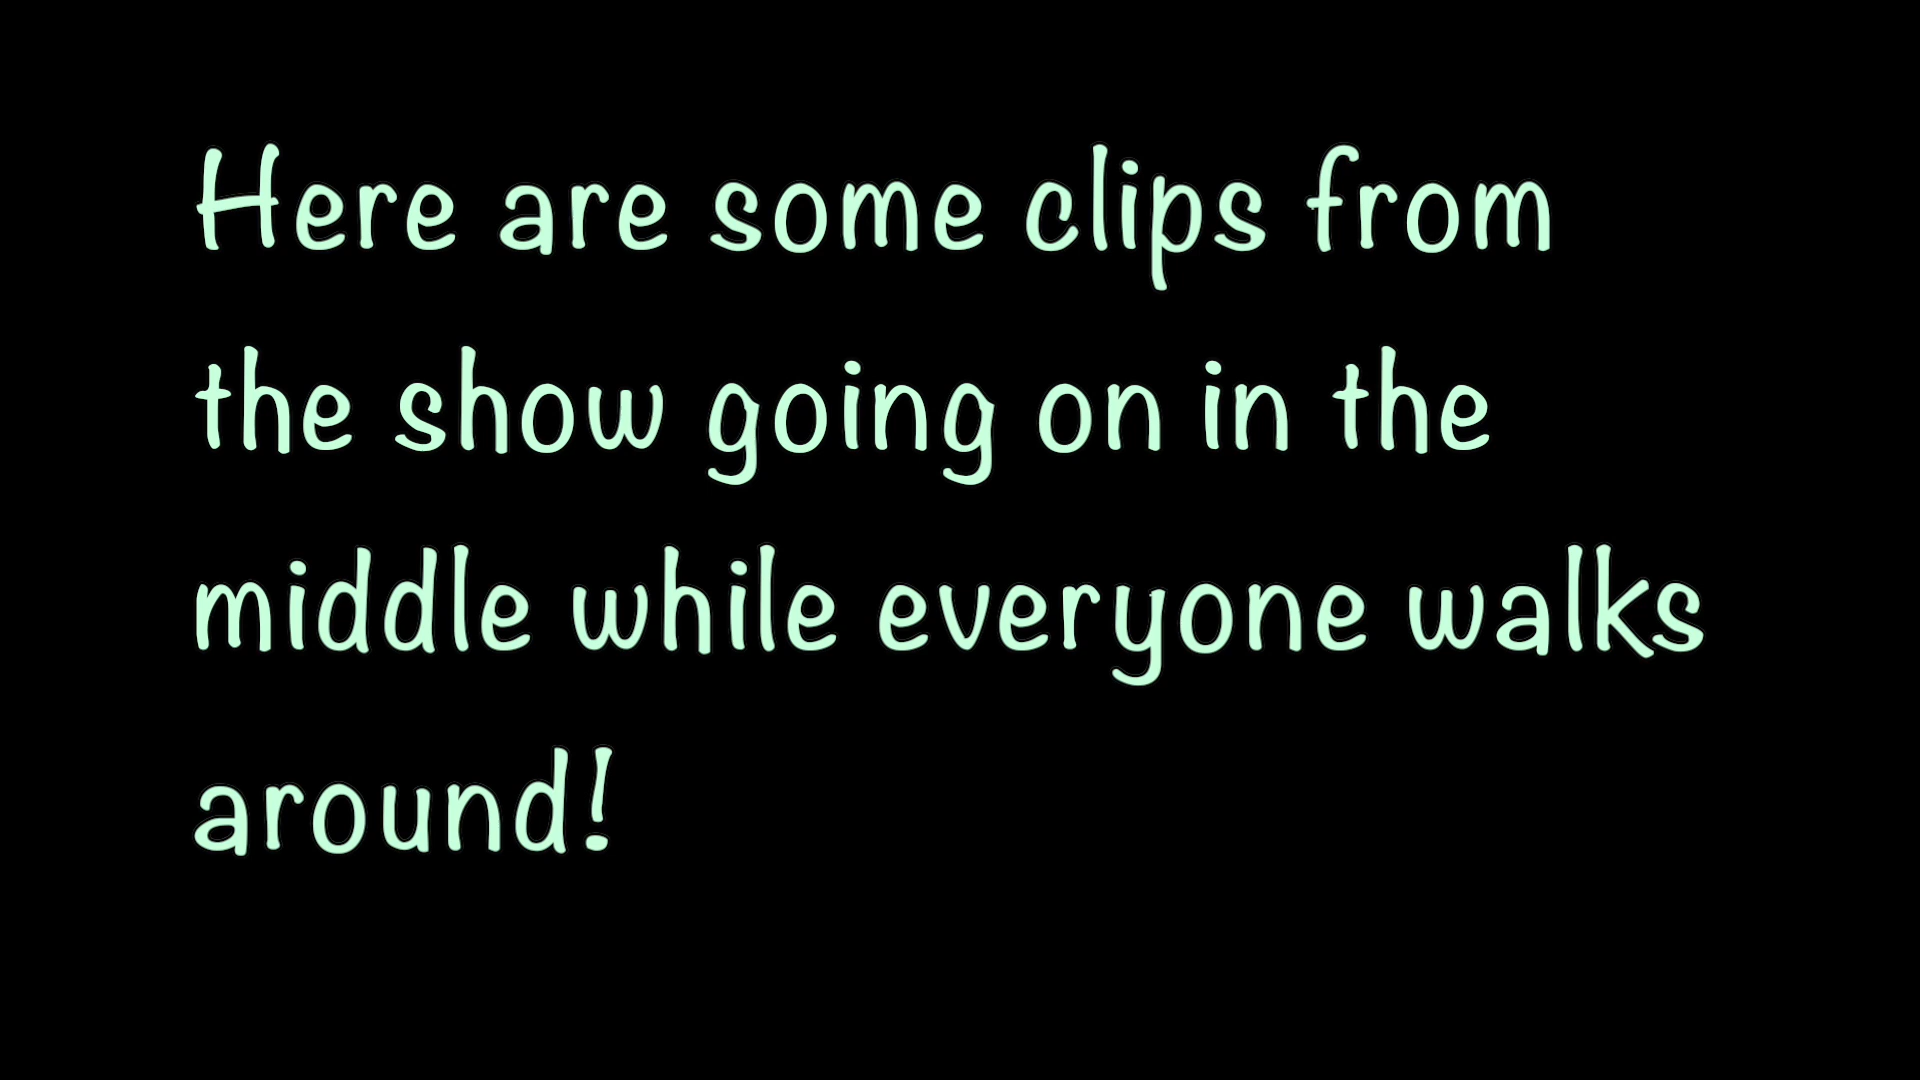 Here are some clips from
the show going on in the
middle while everyone walks
around!